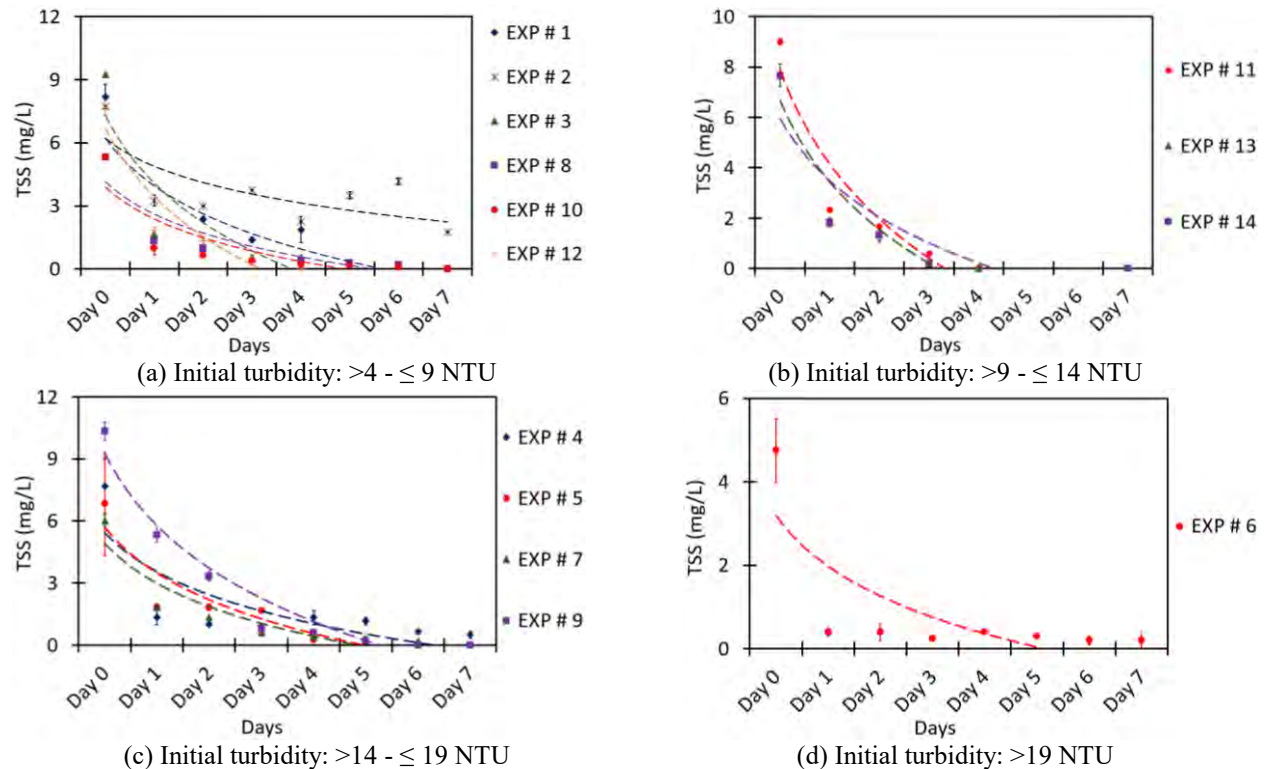 12
9
6
3
0
TSS (mg/L)
Day 0
Day 1
Day 2
Day 3
Day 4
Day 5
Day 6
Day 7
Days
EXP # 1
EXP # 2
EXP # 3
EXP # 8
EXP # 10
EXP # 12
(a) Initial turbidity: >4 - ≤ 9 NTU
10
8
6
4
2
0
TSS (mg/L)
Day 0
Day 1
Day 2
Day 3
Day 4
Day 5
Day 6
Day 7
Days
EXP # 11
EXP # 13
EXP # 14
(b) Initial turbidity: >9 - ≤ 14 NTU
12
9
6
3
0
TSS (mg/L)
Day 0
Day 1
Day 2
Day 3
Day 4
Day 5
Day 6
Day 7
Days
EXP # 4
EXP # 5
EXP # 7
EXP # 9
(c) Initial turbidity: >14 - ≤ 19 NTU
6
4
2
0
TSS (mg/L)
Day 0
Day 1
Day 2
Day 3
Day 4
Day 5
Day 6
Day 7
Days
EXP # 6
(d) Initial turbidity: >19 NTU